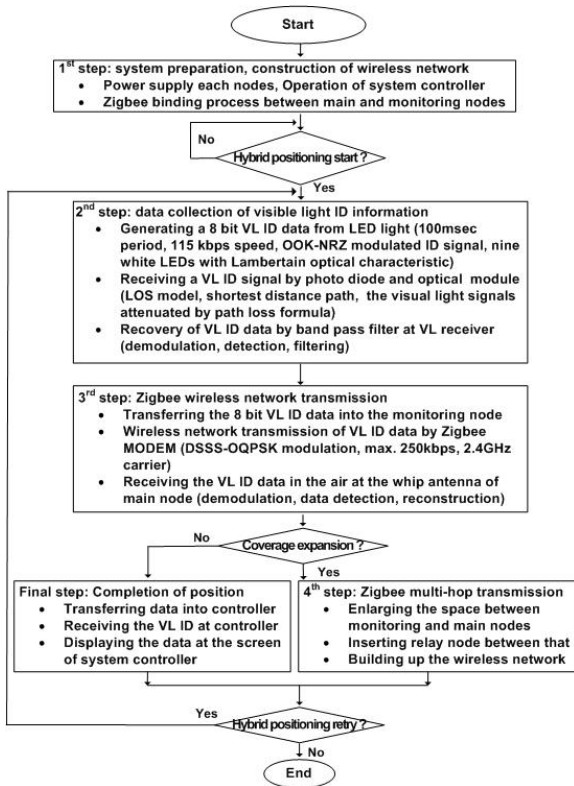 Start
1st step: system preparation, construction of wireless network
• Power supply each nodes, Operation of system controller
• Zigbee binding process between main and monitoring nodes
No
Hybrid positioning start ?
Yes
2nd step: data collection of visible light ID information
• Generating a 8 bit VL ID data from LED light (100msec
period, 115 kbps speed, OOK-NRZ modulated ID signal, nine
white LEDs with Lambertain optical characteristic)
• Receiving a VL ID signal by photo diode and optical module
(LOS model, shortest distance path, the visual light signals
attenuated by path loss formula)
• Recovery of VL ID data by band pass filter at VL receiver
(demodulation, detection, filtering)
3rd step: Zigbee wireless network transmission
• Transferring the 8 bit VL ID data into the monitoring node
• Wireless network transmission of VL ID data by Zigbee
MODEM (DSSS-OQPSK modulation, max. 250kbps, 2.4GHz
carrier)
• Receiving the VL ID data in the air at the whip antenna of
main node (demodulation, data detection, reconstruction)
No
Coverage expansion ?
Yes
Final step: Completion of position
• Transferring data into controller
• Receiving the VL ID at controller
• Displaying the data at the screen
of system controller
4th step: Zigbee multi-hop transmission
• Enlarging the space between
monitoring and main nodes
• Inserting relay node between that
• Building up the wireless network
Yes
Hybrid positioning retry ?
No
End